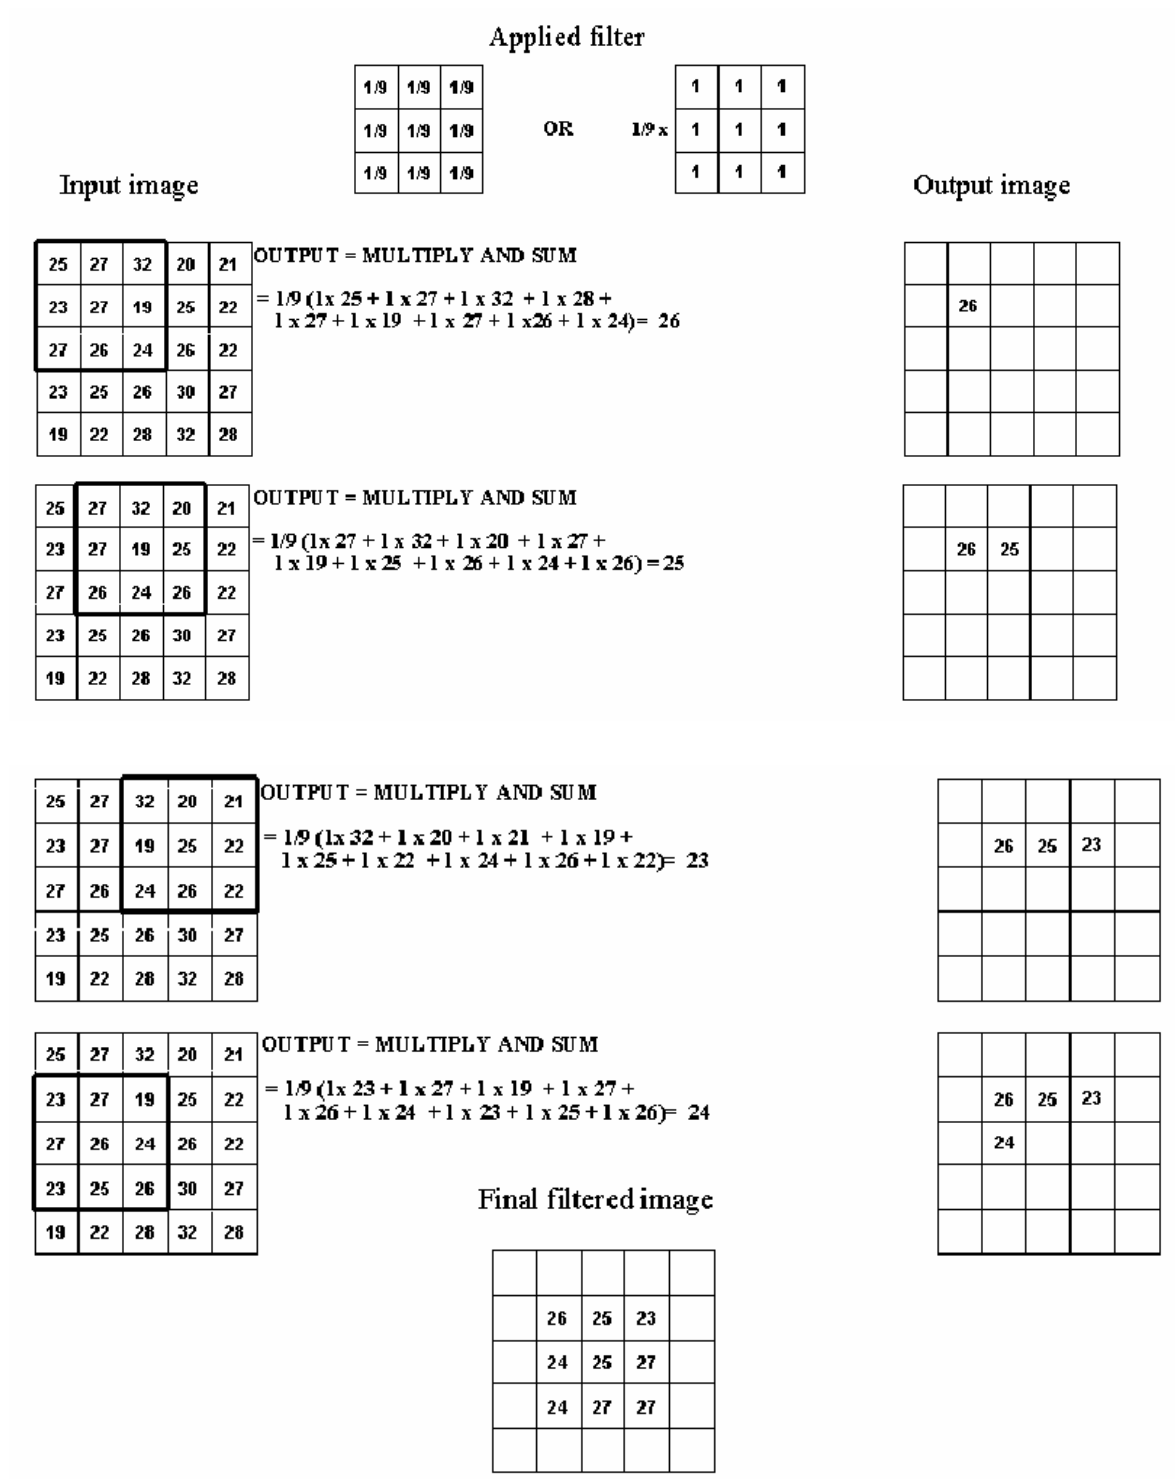 Applied filter
1/9 1/9 1/9 1 1 1
1/9 1/9 1/9 OR 1/9 x 1 1 1
1/9 1/9 1/9 1 1 1
Input image Output image
25 27 32 20 21
23 27 19 25 22
27 26 24 26 22
23 25 26 30 27
19 22 28 32 28
OUTPUT = MULTIPLY AND SUM
= 1/9 (1x 25 + 1 x 27 + 1 x 32 + 1 x 28 +
1 x 27 + 1 x 19 + 1 x 27 + 1 x26 + 1 x 24)= 26
26
25 27 32 20 21
23 27 19 25 22
27 26 24 26 22
23 25 26 30 27
19 22 28 32 28
OUTPUT = MULTIPLY AND SUM
= 1/9 (1x 27 + 1 x 32 + 1 x 20 + 1 x 27 +
1 x 19 + 1 x 25 + 1 x 26 + 1 x 24 + 1 x 26) = 25
26 25
25 27 32 20 21
23 27 19 25 22
27 26 24 26 22
23 25 26 30 27
19 22 28 32 28
OUTPUT = MULTIPLY AND SUM
= 1/9 (1x 32 + 1 x 20 + 1 x 21 + 1 x 19 +
1 x 25 + 1 x 22 + 1 x 24 + 1 x 26 + 1 x 22)= 23
26 25 23
25 27 32 20 21
23 27 19 25 22
27 26 24 26 22
23 25 26 30 27
19 22 28 32 28
OUTPUT = MULTIPLY AND SUM
= 1/9 (1x 23 + 1 x 27 + 1 x 19 + 1 x 27 +
1 x 26 + 1 x 24 + 1 x 23 + 1 x 25 + 1 x 26)= 24
26 25 23
24
Final filtered image
26 25 23
24 25 27
24 27 27